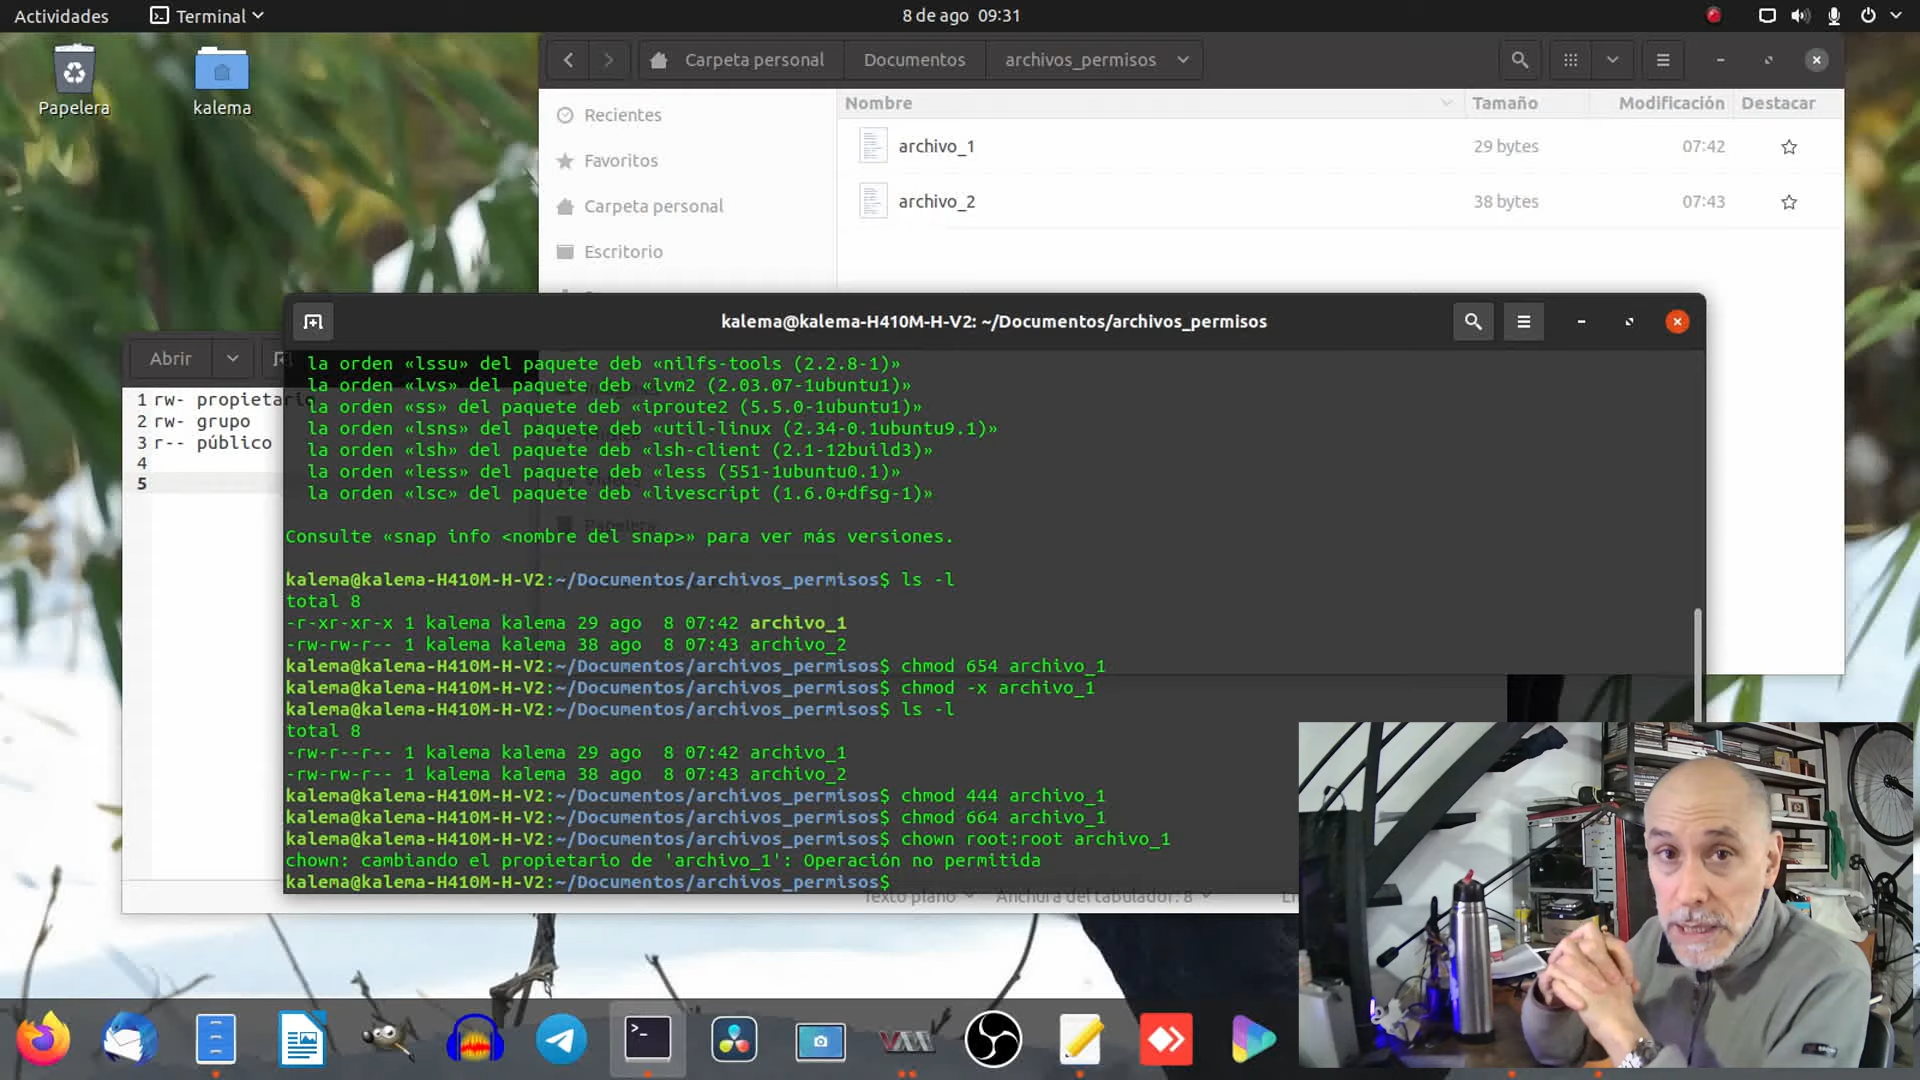 Actividades
Terminal
8 de ago 09:31
Papelera
kalema
Carpeta personal
Documentos
archivos_permisos
Nombre
Tamaño
Modificación
Destacar
Recientes
Favoritos
Carpeta personal
Escritorio
archivo_1
29 bytes
07:42
archivo_2
38 bytes
07:43
Abrir
1 rw- propietario
2 rw- grupo
3 r-- público
4
5
kalema@kalema-H410M-H-V2: ~/Documentos/archivos_permisos
la orden «lssu» del paquete deb «nilfs-tools (2.2.8-1)»
la orden «lvs» del paquete deb «lvm2 (2.03.07-1ubuntu1)»
la orden «ss» del paquete deb «iproute2 (5.5.0-1ubuntu1)»
la orden «lsns» del paquete deb «util-linux (2.34-0.1ubuntu9.1)»
la orden «lsh» del paquete deb «lsh-client (2.1-12build3)»
la orden «less» del paquete deb «less (551-1ubuntu0.1)»
la orden «lsc» del paquete deb «livescript (1.6.0+dfsg-1)»
Papelera
Consulte «snap info <nombre del snap>» para ver más versiones.
kalema@kalema-H410M-H-V2:~/Documentos/archivos_permisos$ ls -l
total 8
-r-xr-xr-x 1 kalema kalema 29 ago  8 07:42 archivo_1
-rw-rw-r-- 1 kalema kalema 38 ago  8 07:43 archivo_2
kalema@kalema-H410M-H-V2:~/Documentos/archivos_permisos$ chmod 654 archivo_1
kalema@kalema-H410M-H-V2:~/Documentos/archivos_permisos$ chmod -x archivo_1
kalema@kalema-H410M-H-V2:~/Documentos/archivos_permisos$ ls -l
total 8
-rw-r--r-- 1 kalema kalema 29 ago  8 07:42 archivo_1
-rw-rw-r-- 1 kalema kalema 38 ago  8 07:43 archivo_2
kalema@kalema-H410M-H-V2:~/Documentos/archivos_permisos$ chmod 444 archivo_1
kalema@kalema-H410M-H-V2:~/Documentos/archivos_permisos$ chmod 664 archivo_1
kalema@kalema-H410M-H-V2:~/Documentos/archivos_permisos$ chown root:root archivo_1
chown: cambiando el propietario de 'archivo_1': Operación no permitida
kalema@kalema-H410M-H-V2:~/Documentos/archivos_permisos$
Texto plano
Anchura del tabulador: 8